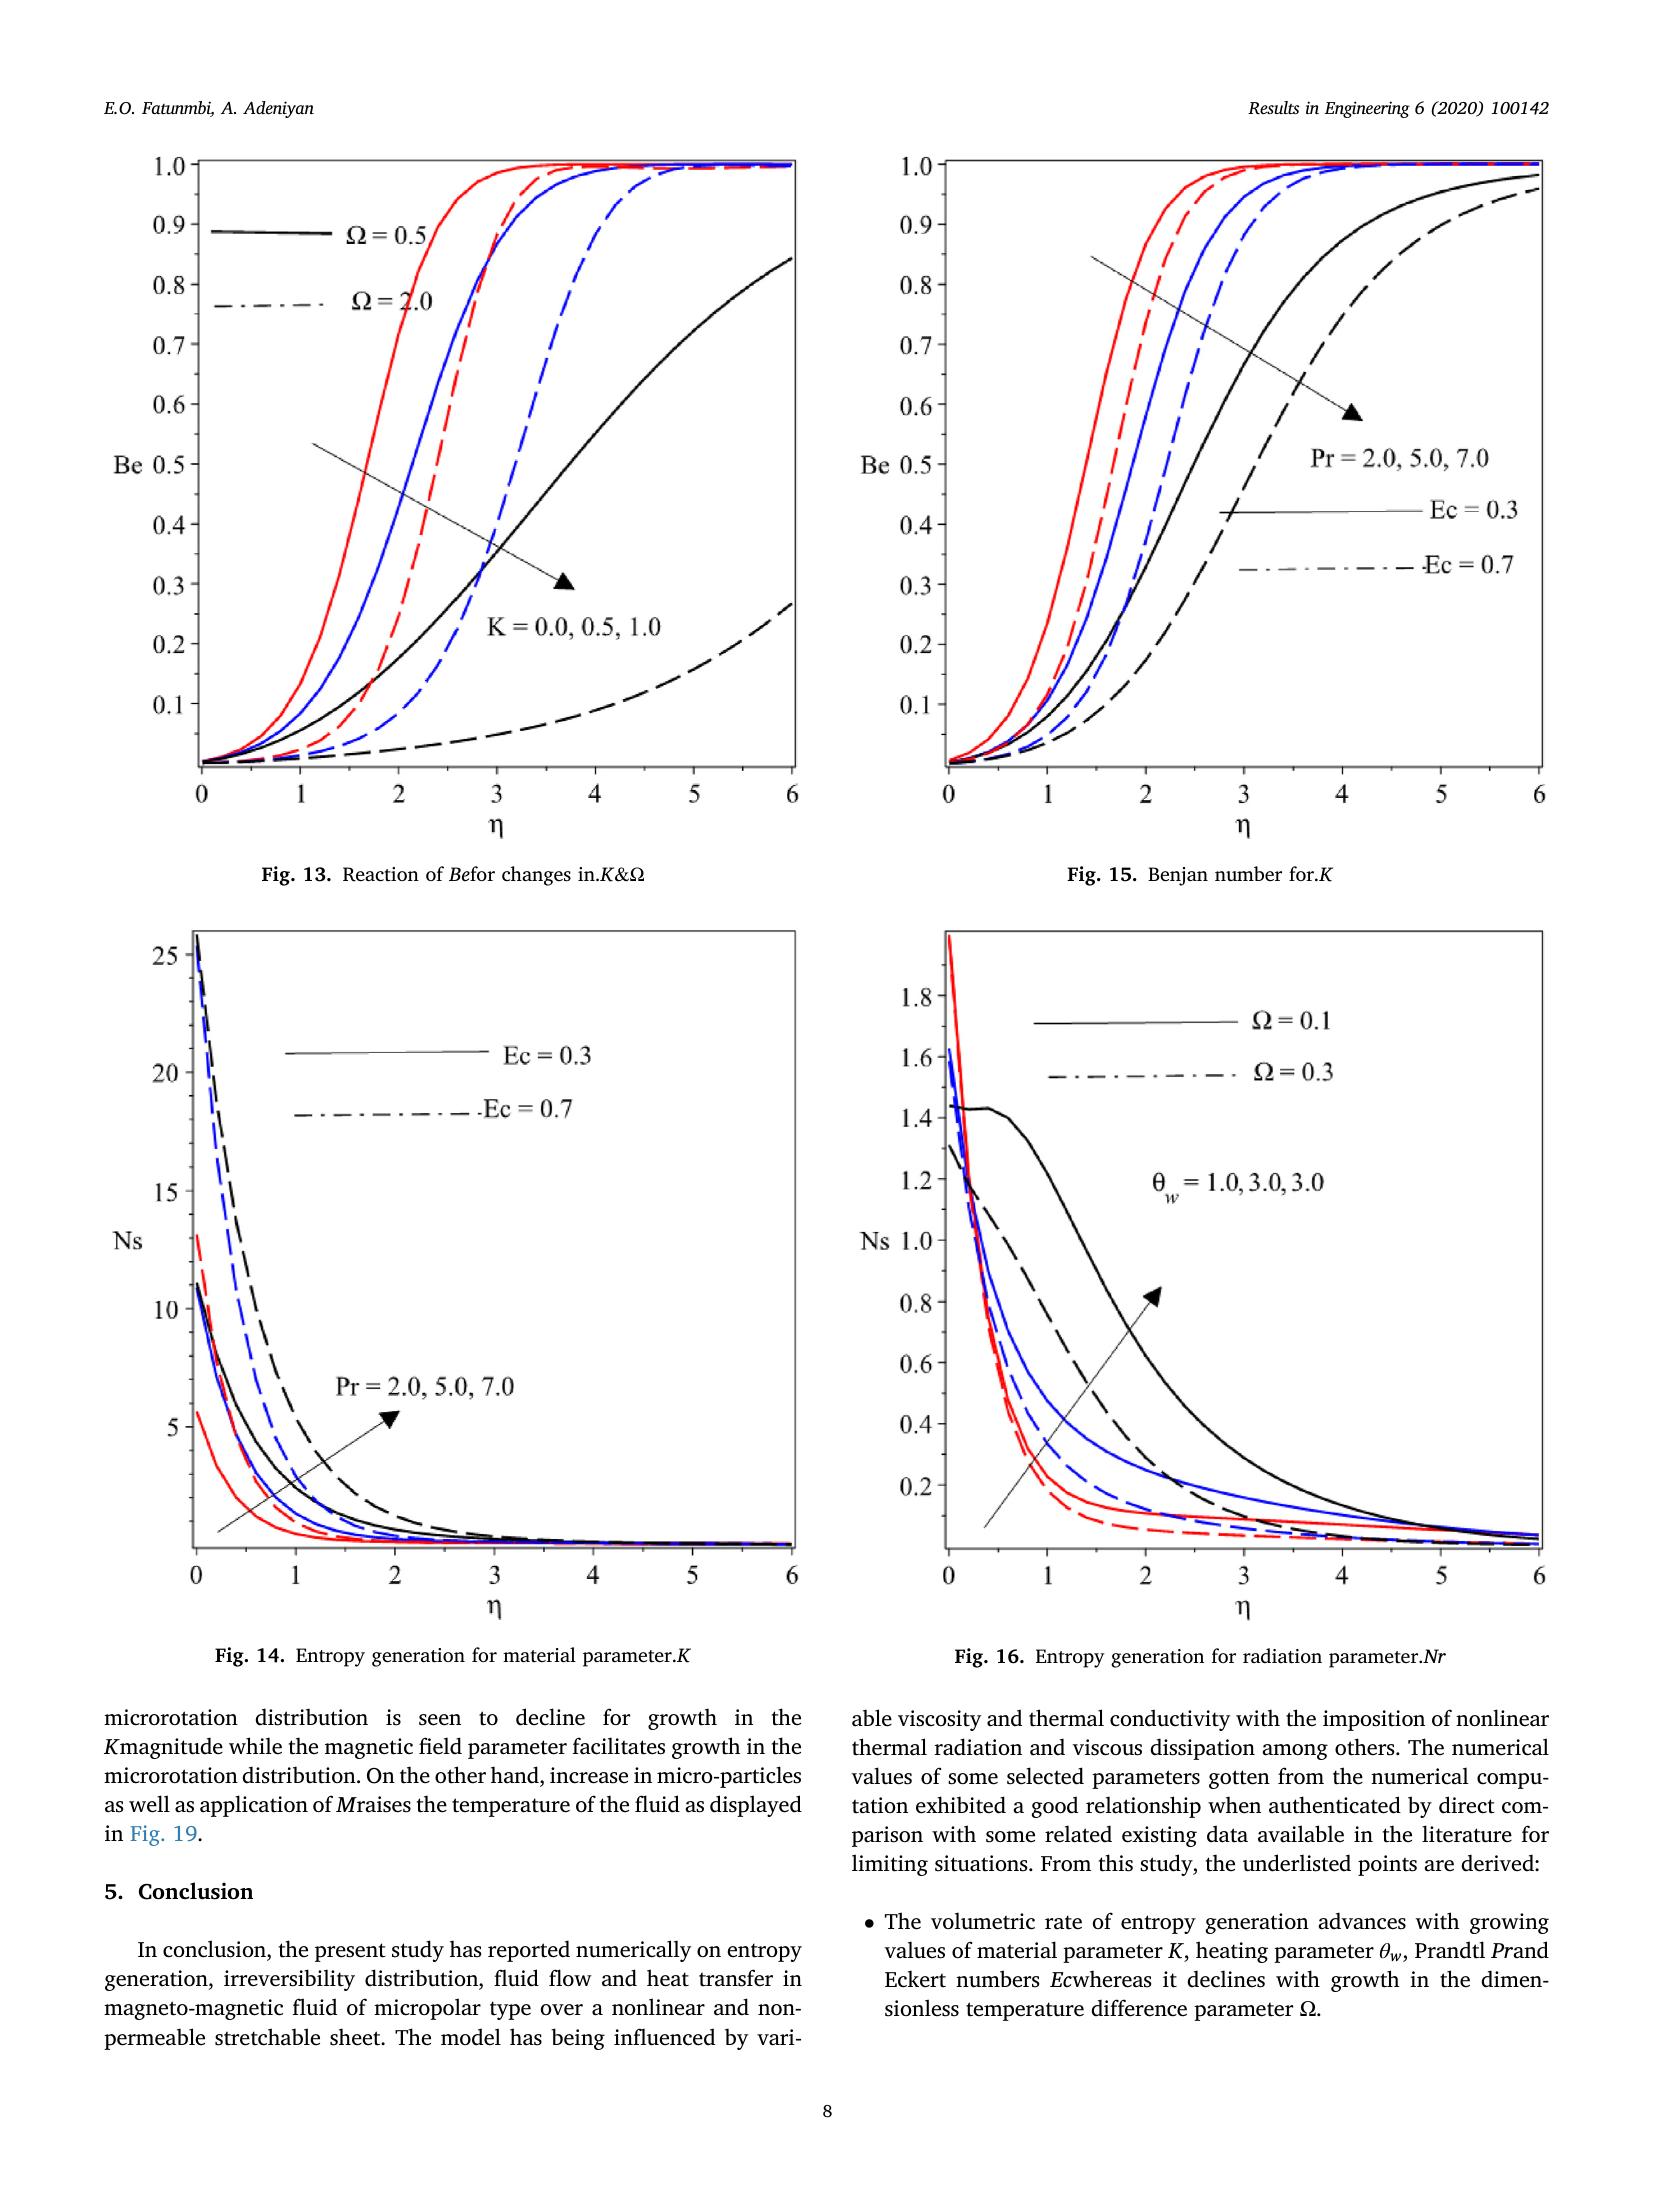 E.O. Fatunmbi, A. Adeniyan
Results in Engineering 6 (2020) 100142
1.0
0.9
0.8
0.7
0.6
Be 0.5
0.4
0.3
0.2
0.1
0 1 2 3 4 5 6
η
Ω = 0.5
Ω = 2.0
K = 0.0, 0.5, 1.0
Fig. 13. Reaction of Befor changes in.K&Ω
25
20
15
Ns
10
5
0 1 2 3 4 5 6
η
Ec = 0.3
Ec = 0.7
Pr = 2.0, 5.0, 7.0
Fig. 14. Entropy generation for material parameter.K
microrotation distribution is seen to decline for growth in the
Kmagnitude while the magnetic field parameter facilitates growth in the
microrotation distribution. On the other hand, increase in micro-particles
as well as application of Mraises the temperature of the fluid as displayed
in Fig. 19.
5. Conclusion
In conclusion, the present study has reported numerically on entropy
generation, irreversibility distribution, fluid flow and heat transfer in
magneto-magnetic fluid of micropolar type over a nonlinear and non-
permeable stretchable sheet. The model has being influenced by vari-
1.0
0.9
0.8
0.7
0.6
Be 0.5
0.4
0.3
0.2
0.1
0 1 2 3 4 5 6
η
Pr = 2.0, 5.0, 7.0
Ec = 0.3
Ec = 0.7
Fig. 15. Benjan number for.K
1.8
1.6
1.4
1.2
Ns 1.0
0.8
0.6
0.4
0.2
0 1 2 3 4 5 6
η
Ω = 0.1
Ω = 0.3
θw = 1.0, 3.0, 3.0
Fig. 16. Entropy generation for radiation parameter.Nr
able viscosity and thermal conductivity with the imposition of nonlinear
thermal radiation and viscous dissipation among others. The numerical
values of some selected parameters gotten from the numerical compu-
tation exhibited a good relationship when authenticated by direct com-
parison with some related existing data available in the literature for
limiting situations. From this study, the underlisted points are derived:
• The volumetric rate of entropy generation advances with growing
values of material parameter K, heating parameter θw, Prandtl Prand
Eckert numbers Ecwhereas it declines with growth in the dimen-
sionless temperature difference parameter Ω.
8